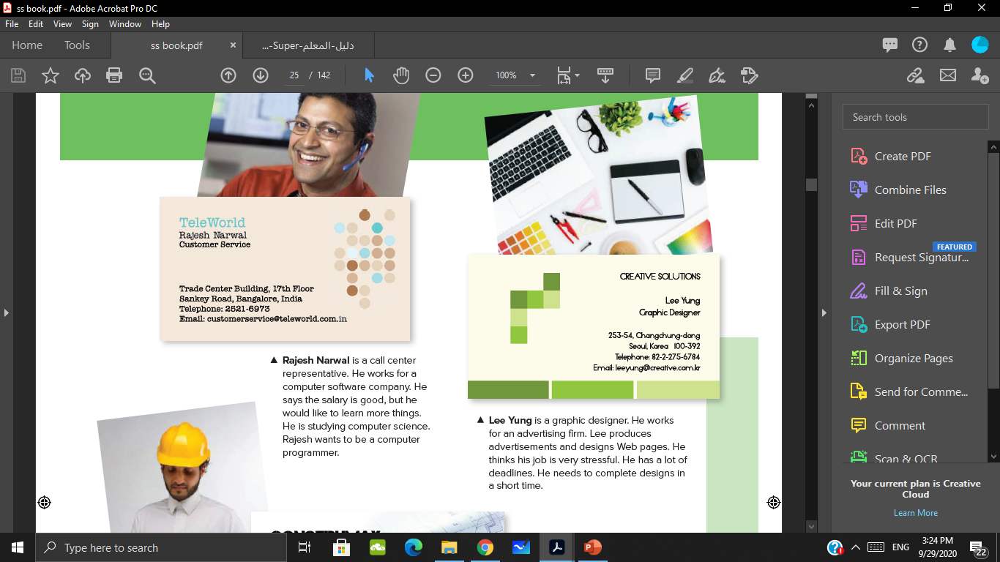 ss book.pdf - Adobe Acrobat Pro DC
File Edit View Sign Window Help
Home Tools ss book.pdf × ...-Super-دليل-المعلم
25 / 142 100%
TeleWorld
Rajesh Narwal
Customer Service
Trade Center Building, 17th Floor
Sankey Road, Bangalore, India
Telephone: 2521-6973
Email: customerservice@teleworld.com.in
▲ Rajesh Narwal is a call center
representative. He works for a
computer software company. He
says the salary is good, but he
would like to learn more things.
He is studying computer science.
Rajesh wants to be a computer
programmer.
CREATIVE SOLUTIONS
Lee Yung
Graphic Designer
253-54, Changchung-dong
Seoul, Korea 100-392
Telephone: 82-2-275-6784
Email: leeyung@creative.com.kr
▲ Lee Yung is a graphic designer. He works
for an advertising firm. Lee produces
advertisements and designs Web pages. He
thinks his job is very stressful. He has a lot of
deadlines. He needs to complete designs in
a short time.
CONSTRUMAX
Search tools
Create PDF
Combine Files
Edit PDF
FEATURED
Request Signatur...
Fill & Sign
Export PDF
Organize Pages
Send for Comme...
Comment
Scan & OCR
Your current plan is Creative
Cloud
Learn More
Type here to search
ENG
3:24 PM
9/29/2020
22